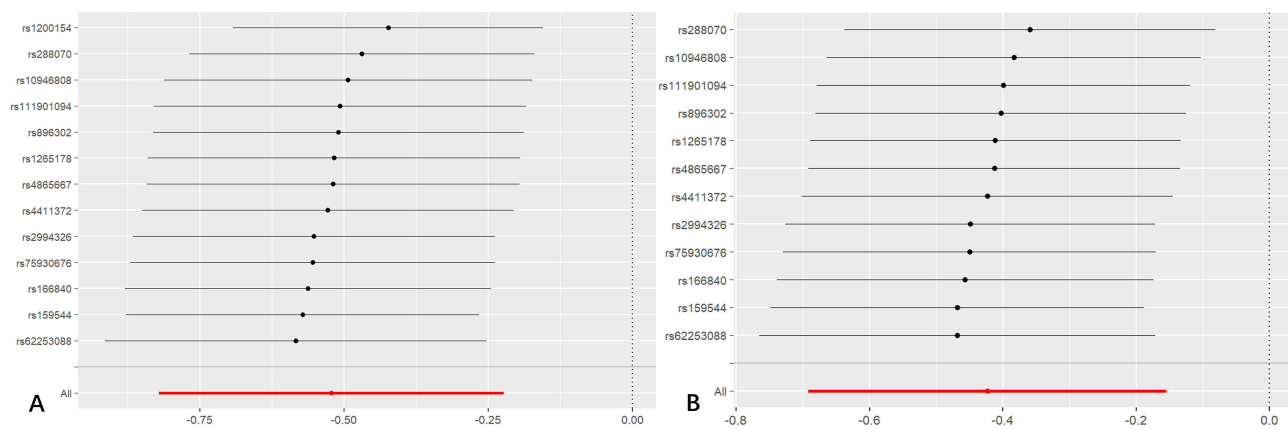 rs1200154
rs288070
rs10946808
rs111901094
rs896302
rs1265178
rs4865667
rs4411372
rs2994326
rs75930676
rs166840
rs159544
rs62253088
All
A
-0.75
-0.50
-0.25
0.00
rs288070
rs10946808
rs111901094
rs896302
rs1265178
rs4865667
rs4411372
rs2994326
rs75930676
rs166840
rs159544
rs62253088
All
B
-0.8
-0.6
-0.4
-0.2
0.0